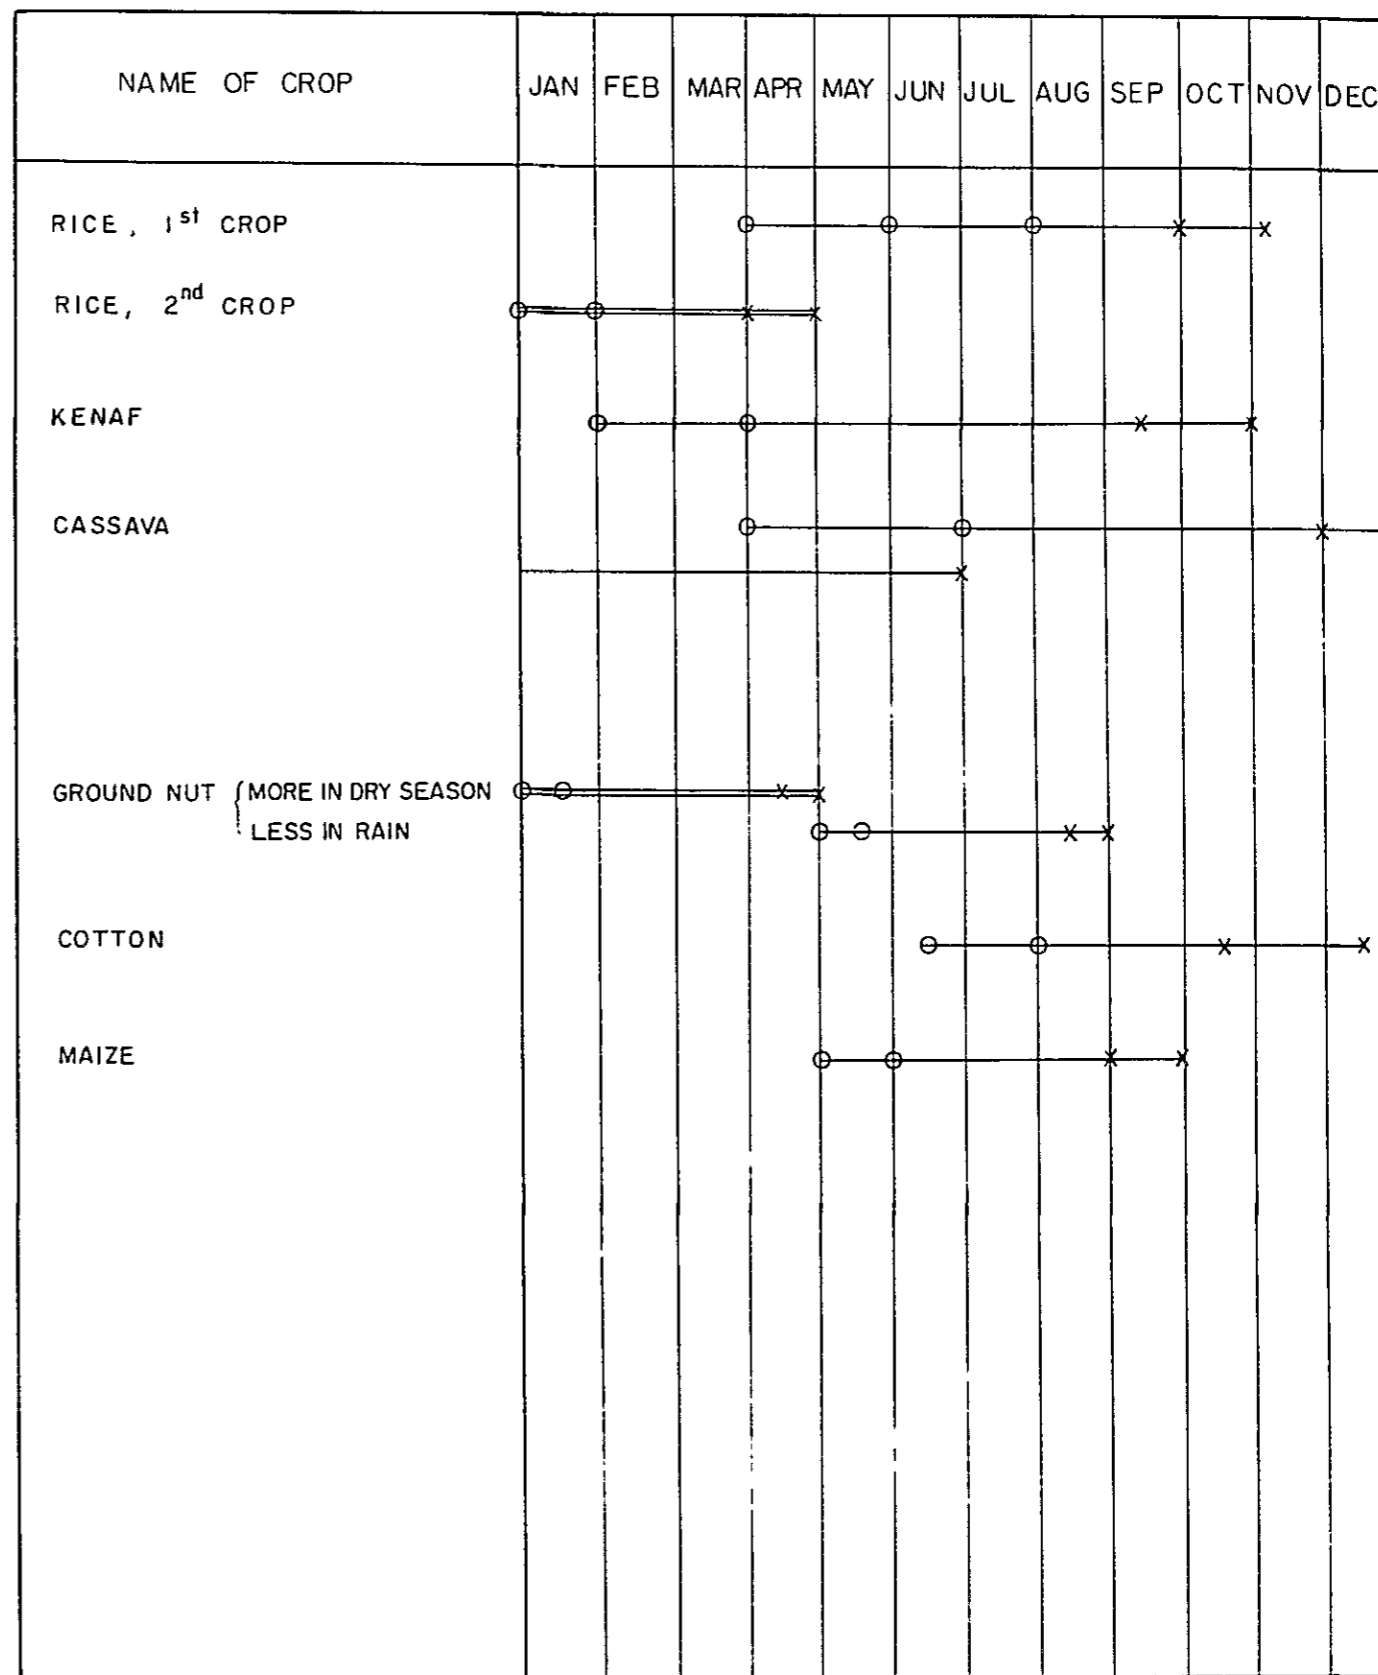 NAME OF CROP JAN FEB MAR APR MAY JUN JUL AUG SEP OCT NOV DEC
RICE, 1st CROP
RICE, 2nd CROP
KENAF
CASSAVA
GROUND NUT { MORE IN DRY SEASON
LESS IN RAIN
COTTON
MAIZE